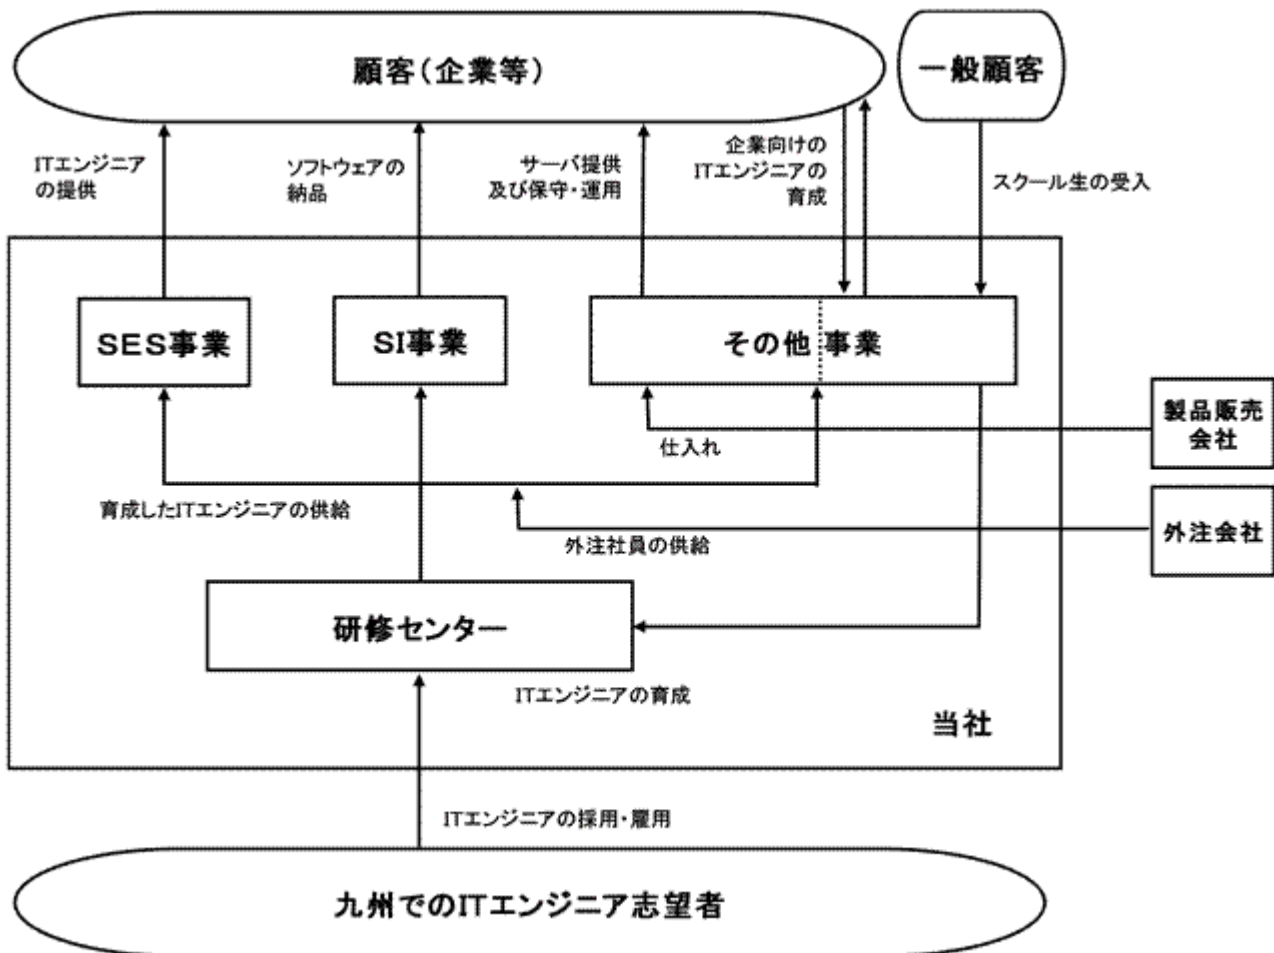 顧客(企業等)
一般顧客
ITエンジニア
の提供
ソフトウェアの
納品
サーバ提供
及び保守・運用
企業向けの
ITエンジニアの
育成
スクール生の受入
SES事業
SI事業
その他 事業
製品販売
会社
仕入れ
育成したITエンジニアの供給
外注会社
外注社員の供給
研修センター
ITエンジニアの育成
当社
ITエンジニアの採用・雇用
九州でのITエンジニア志望者